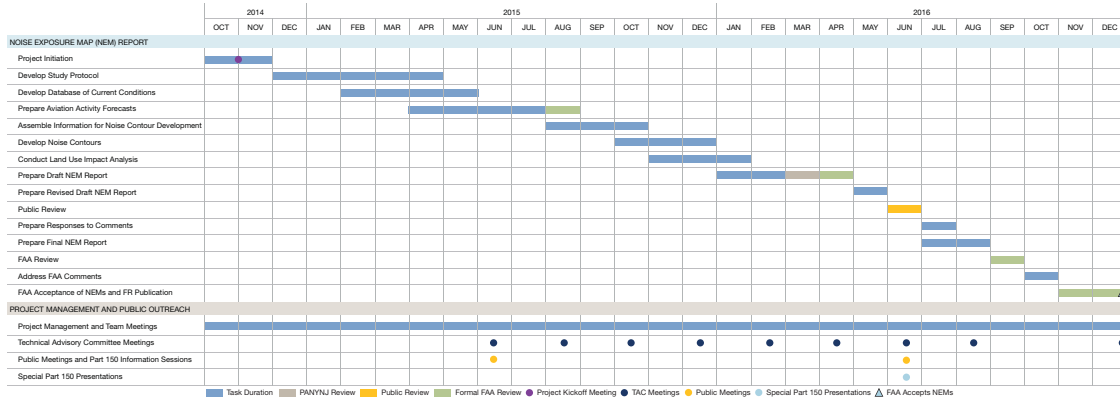 2014 2015 2016
OCT NOV DEC JAN FEB MAR APR MAY JUN JUL AUG SEP OCT DEC JAN FEB MAR APR MAY JUN JUL AUG SEP OCT NOV DEC
NOISE EXPOSURE MAP (NEM) REPORT
Project Initiation
Develop Study Protocol
Develop Database of Current Conditions
Prepare Aviation Activity Forecasts
Assemble Information for Noise Contour Development
Develop Noise Contours
Conduct Land Use Impact Analysis
Prepare Draft NEM Report
Prepare Revised Draft NEM Report
Public Review
Prepare Responses to Comments
Prepare Final NEM Report
FAA Review
Address FAA Comments
FAA Acceptance of NEMs and FR Publication
PROJECT MANAGEMENT AND PUBLIC OUTREACH
Project Management and Team Meetings
Technical Advisory Committee Meetings
Public Meetings and Part 150 Information Sessions
Special Part 150 Presentations
Task Duration PANYNJ Review Public Review Formal FAA Review Project Kickoff Meeting TAC Meetings Public Meetings Special Part 150 Presentations FAA Accepts NEMs